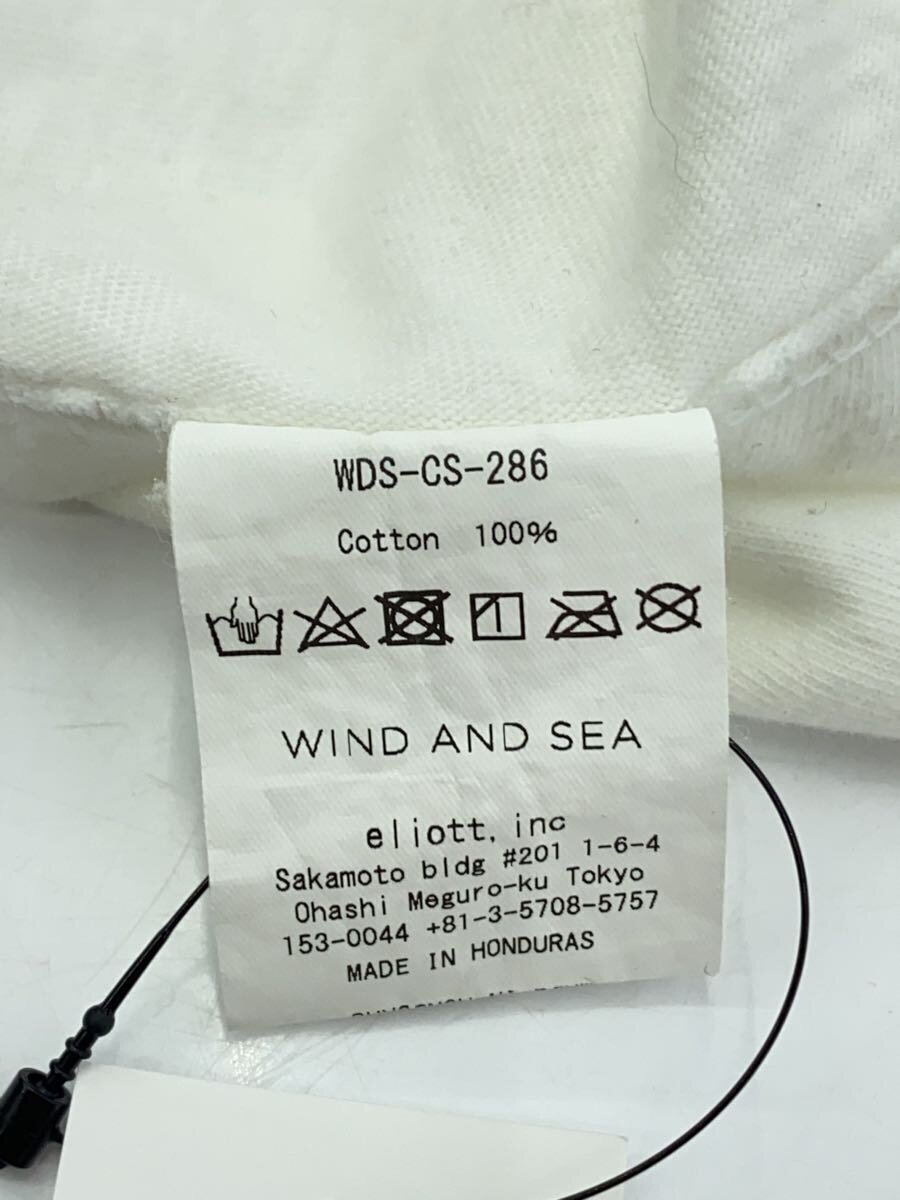 WDS-CS-286
Cotton 100%
WIND AND SEA
eliott, inc
Sakamoto bldg #201 1-6-4
Ohashi Meguro-ku Tokyo
153-0044 +81-3-5708-5757
MADE IN HONDURAS